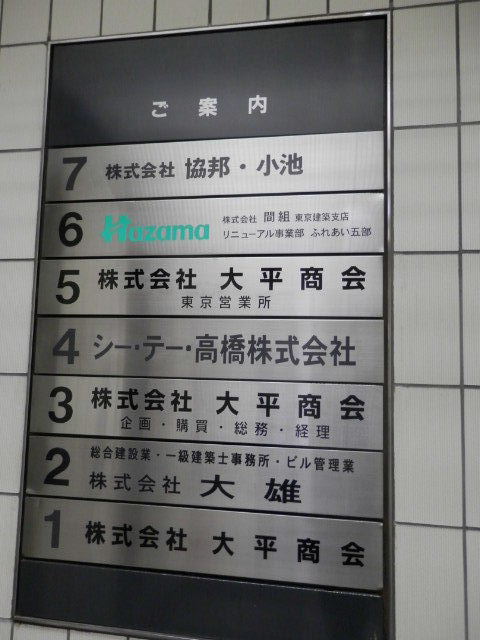 ご案内
7 株式会社 協邦・小池
6 Hazama 株式会社 間組 東京建築支店
リニューアル事業部 ふれあい五部
5 株式会社 大平商会
東京営業所
4 シー・テー・高橋株式会社
3 株式会社 大平商会
企画・購買・総務・経理
2 総合建設業・一級建築士事務所・ビル管理業
株式会社 大雄
1 株式会社 大平商会